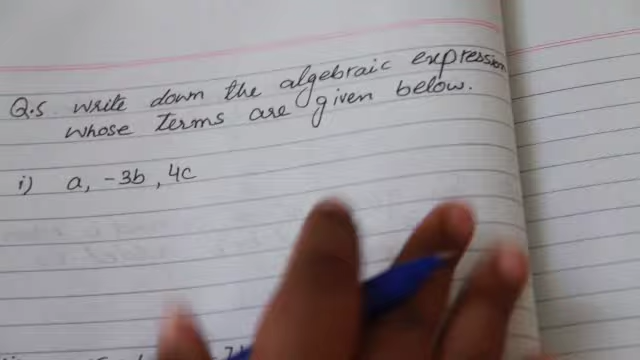 Q.5 write down the algebraic expression
whose terms are given below.
i) a, -3b, 4c